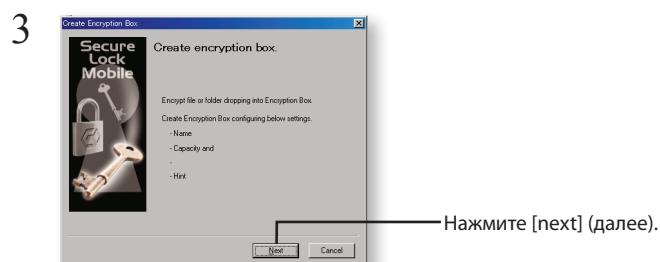 3
Create Encryption Box
Secure
Lock
Mobile
Create encryption box.
Encrypt file or folder dropping into Encryption Box.
Create Encryption Box configuring below settings.
- Name
- Capacity and
-
- Hint
Next
Cancel
Нажмите [next] (далее).